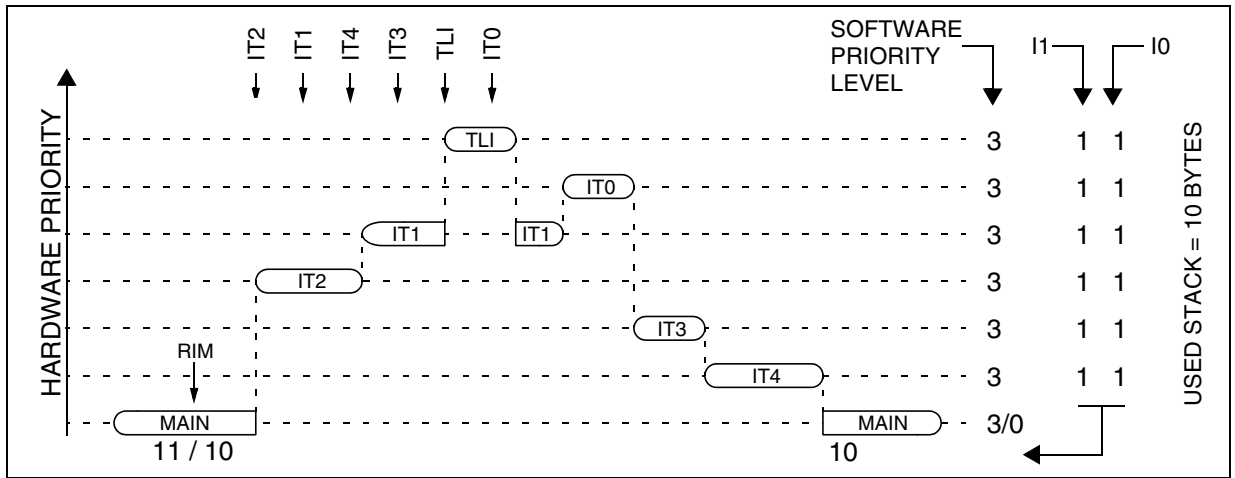 IT2
IT1
IT4
IT3
TLI
IT0
SOFTWARE
PRIORITY
LEVEL
I1
I0
HARDWARE PRIORITY
TLI
3
1 1
IT0
3
1 1
IT1
IT1
3
1 1
IT2
3
1 1
IT3
3
1 1
RIM
IT4
3
1 1
MAIN
MAIN
3/0
11 / 10
10
USED STACK = 10 BYTES